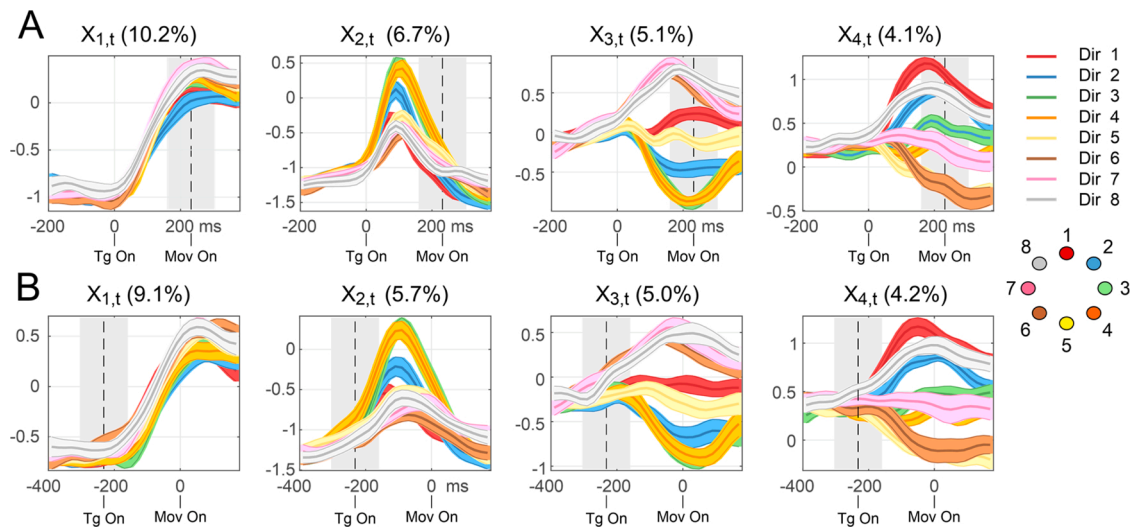 A
X1,t (10.2%) X2,t (6.7%) X3,t (5.1%) X4,t (4.1%)
0 0.5 0.5 1
-0.5 0 0 0.5
-1 -0.5 -0.5 0
-1 -0.5
-1.5
-200 0 200 ms -200 0 200 ms -200 0 200 ms -200 0 200 ms
Tg On Mov On Tg On Mov On Tg On Mov On Tg On Mov On
Dir 1
Dir 2
Dir 3
Dir 4
Dir 5
Dir 6
Dir 7
Dir 8
1
8 2
7 3
6 4
5
B
X1,t (9.1%) X2,t (5.7%) X3,t (5.0%) X4,t (4.2%)
0.5 0 0.5 1
0 -0.5 0 0.5
-0.5 -1 -0.5 0
-1.5 -1
-400 -200 0 -400 -200 0 ms -400 -200 0 -400 -200 0
Tg On Mov On Tg On Mov On Tg On Mov On Tg On Mov On